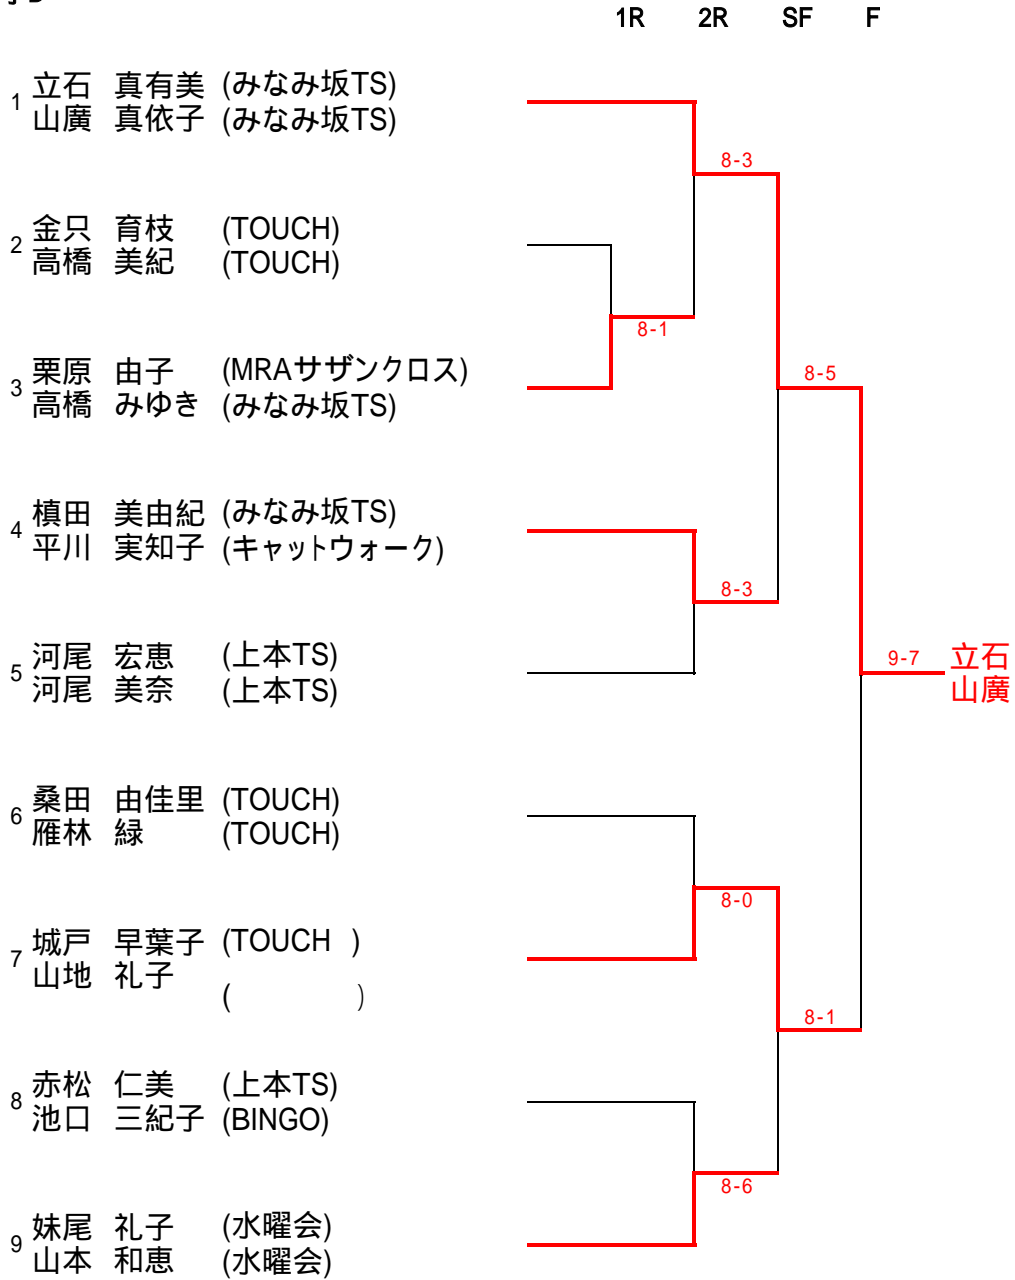 1R 2R SF F
1 立石 真有美 (みなみ坂TS)
山廣 真依子 (みなみ坂TS)
8-3
2 金只 育枝 (TOUCH)
高橋 美紀 (TOUCH)
8-1
3 栗原 由子 (MRAサザンクロス)
高橋 みゆき (みなみ坂TS)
8-5
4 槙田 美由紀 (みなみ坂TS)
平川 実知子 (キャットウォーク)
8-3
5 河尾 宏恵 (上本TS)
河尾 美奈 (上本TS)
9-7 立石
山廣
6 桑田 由佳里 (TOUCH)
雁林 緑 (TOUCH)
8-0
7 城戸 早葉子 (TOUCH )
山地 礼子
( )
8-1
8 赤松 仁美 (上本TS)
池口 三紀子 (BINGO)
8-6
9 妹尾 礼子 (水曜会)
山本 和恵 (水曜会)